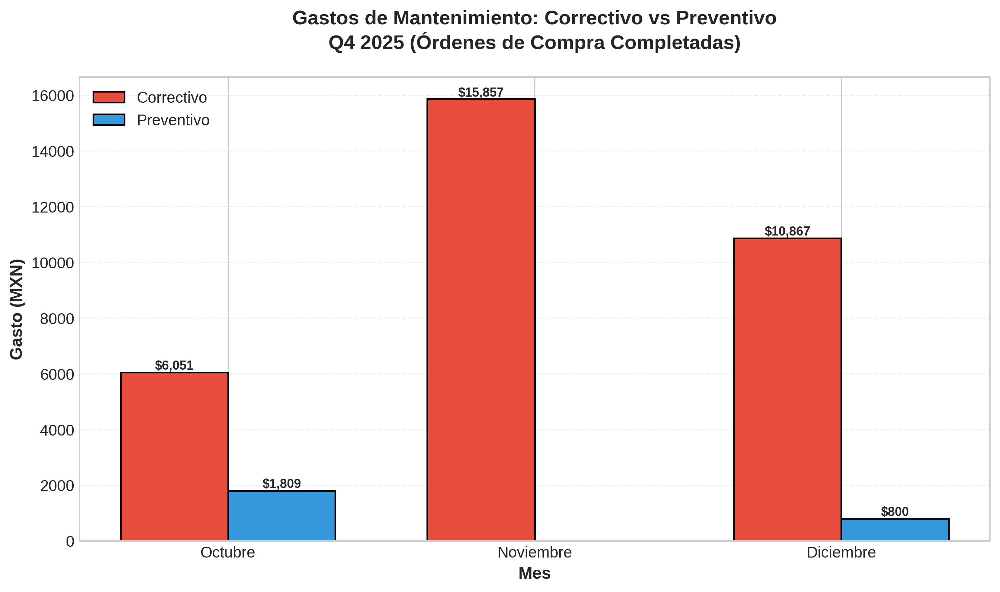 Gastos de Mantenimiento: Correctivo vs Preventivo
Q4 2025 (Órdenes de Compra Completadas)
Correctivo
Preventivo
Gasto (MXN)
16000
14000
12000
10000
8000
6000
4000
2000
0
$6,051
$1,809
$15,857
$10,867
$800
Octubre
Noviembre
Diciembre
Mes